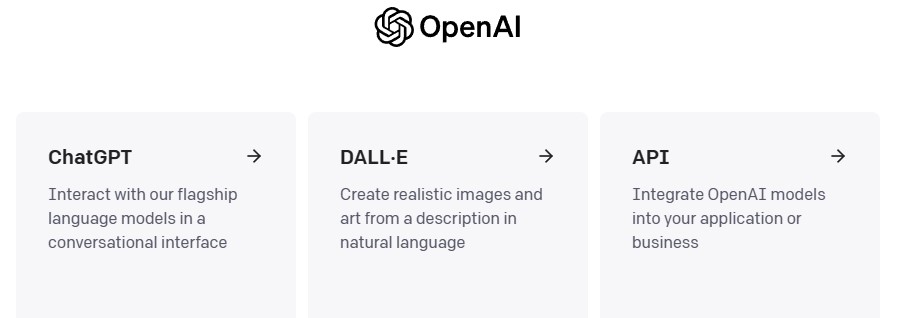 OpenAI
ChatGPT
Interact with our flagship
language models in a
conversational interface
DALL·E
Create realistic images and
art from a description in
natural language
API
Integrate OpenAI models
into your application or
business